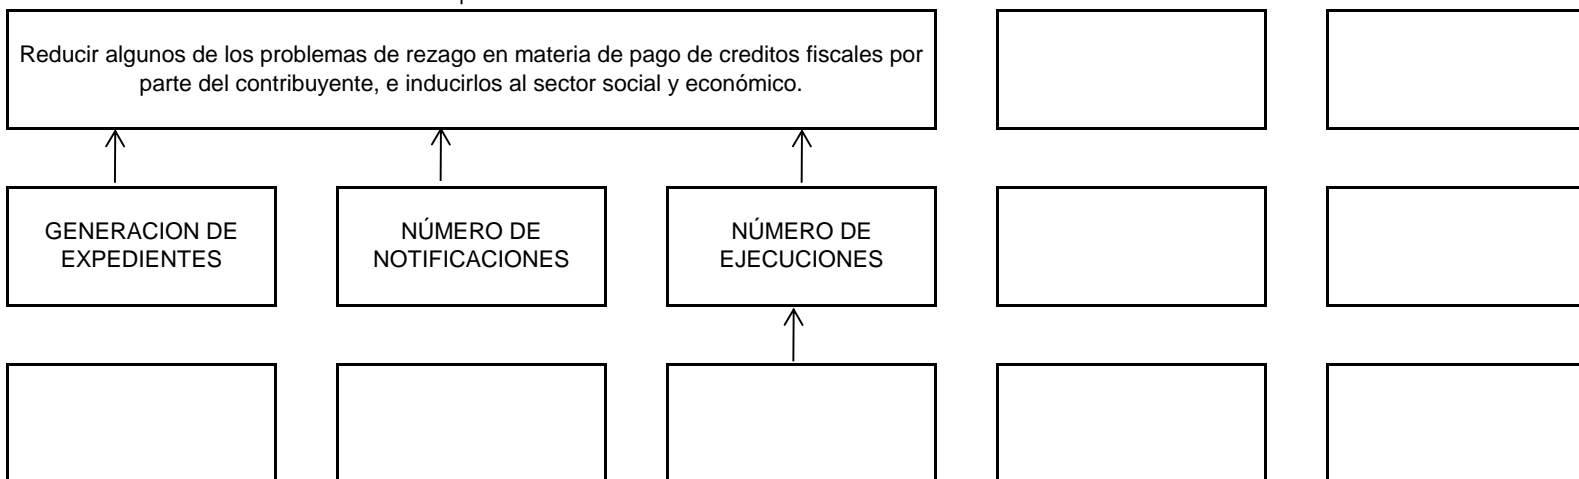 Reducir algunos de los problemas de rezago en materia de pago de creditos fiscales por
parte del contribuyente, e inducirlos al sector social y económico.
GENERACION DE
EXPEDIENTES
NÚMERO DE
NOTIFICACIONES
NÚMERO DE
EJECUCIONES